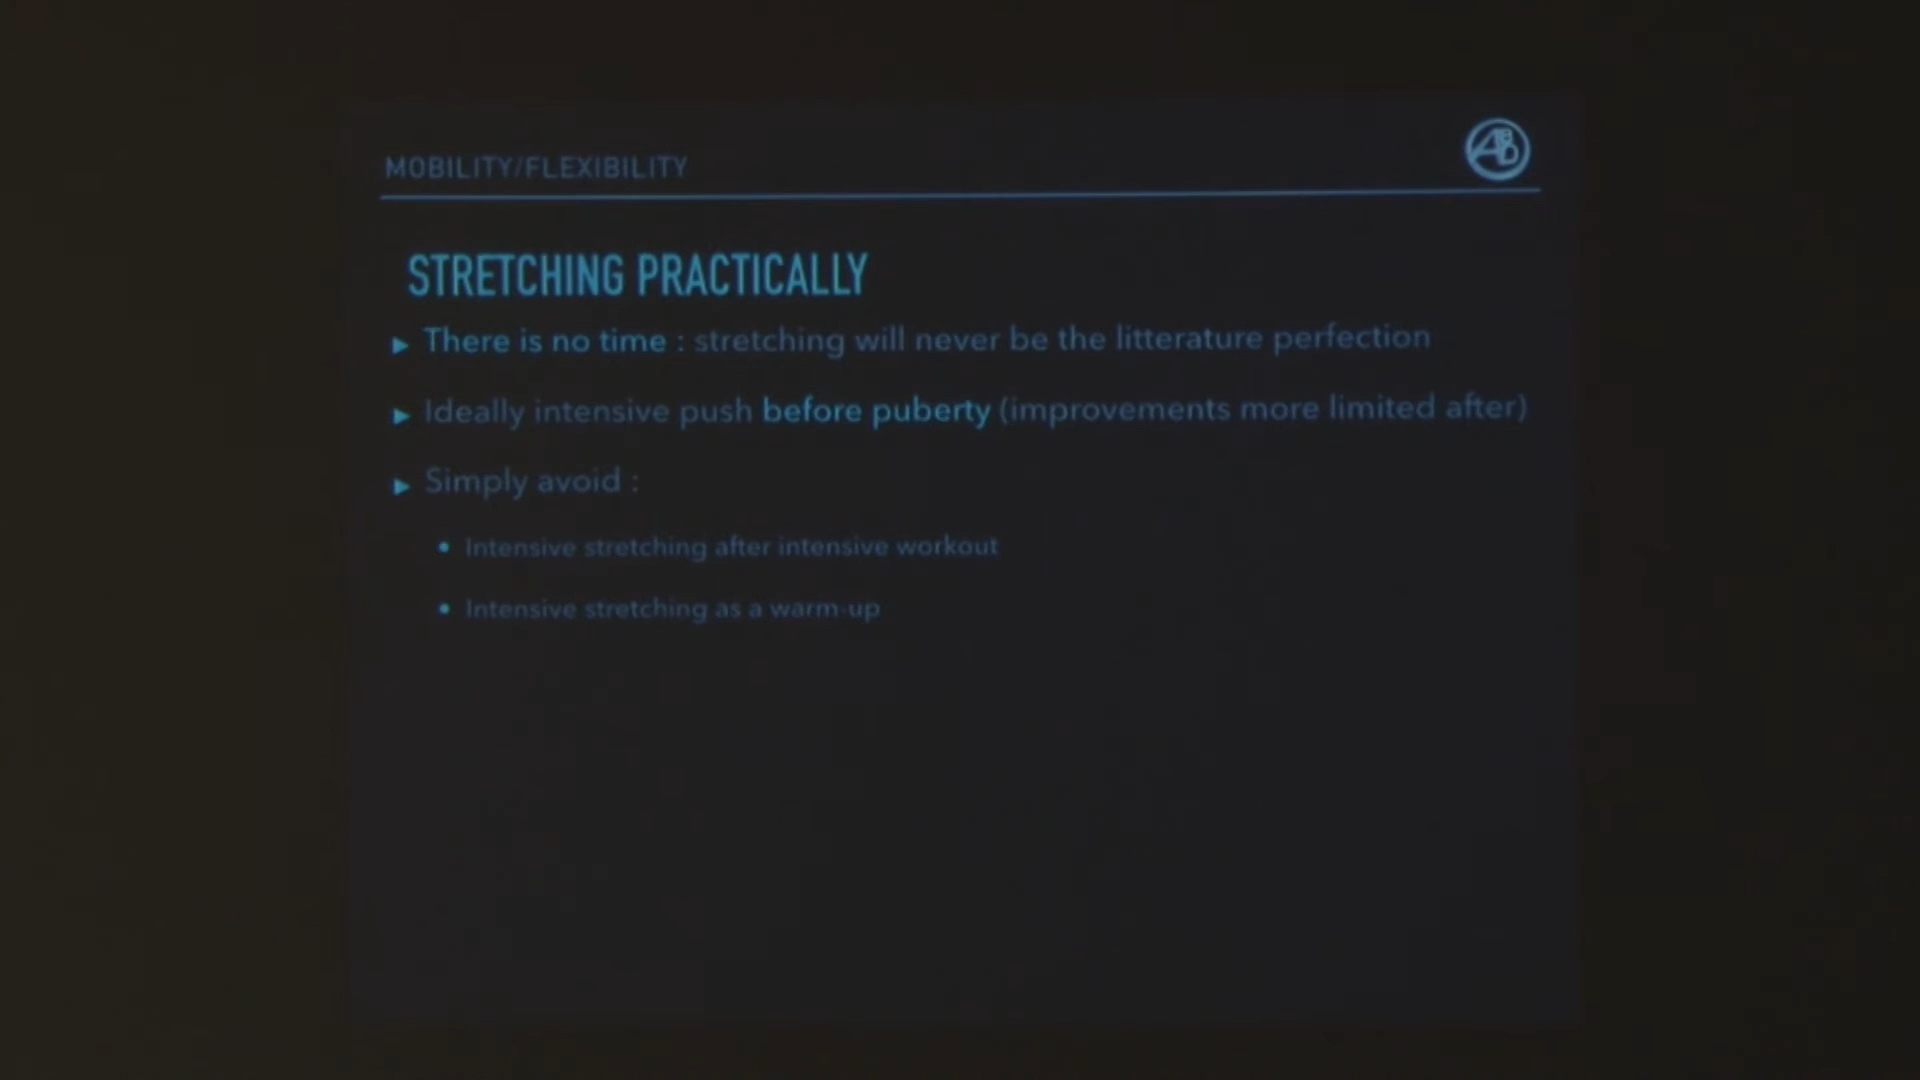 MOBILITY/FLEXIBILITY
ABD
STRETCHING PRACTICALLY
▸ There is no time : stretching will never be the litterature perfection
▸ Ideally intensive push before puberty (improvements more limited after)
▸ Simply avoid :
• Intensive stretching after intensive workout
• Intensive stretching as a warm-up